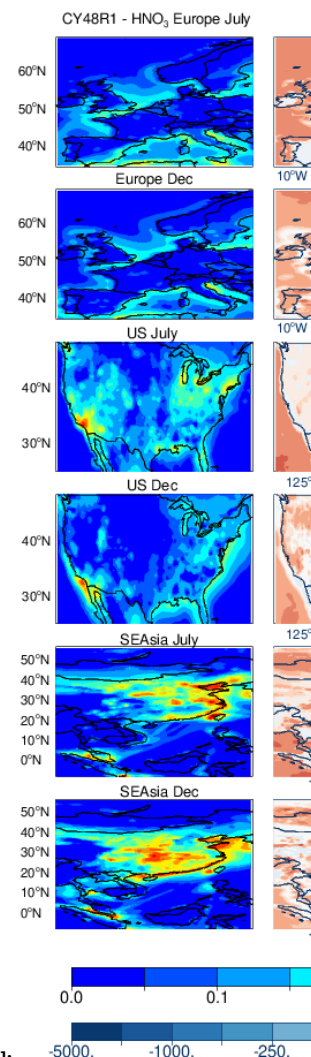 CY48R1 - HNO₃ Europe July
60°N
50°N
40°N
10°W
Europe Dec
60°N
50°N
40°N
10°W
US July
40°N
30°N
125°
US Dec
40°N
30°N
125°
SEAsia July
50°N
40°N
30°N
20°N
10°N
0°N
SEAsia Dec
50°N
40°N
30°N
20°N
10°N
0°N
0.0 0.1
-5000. -1000. -250.